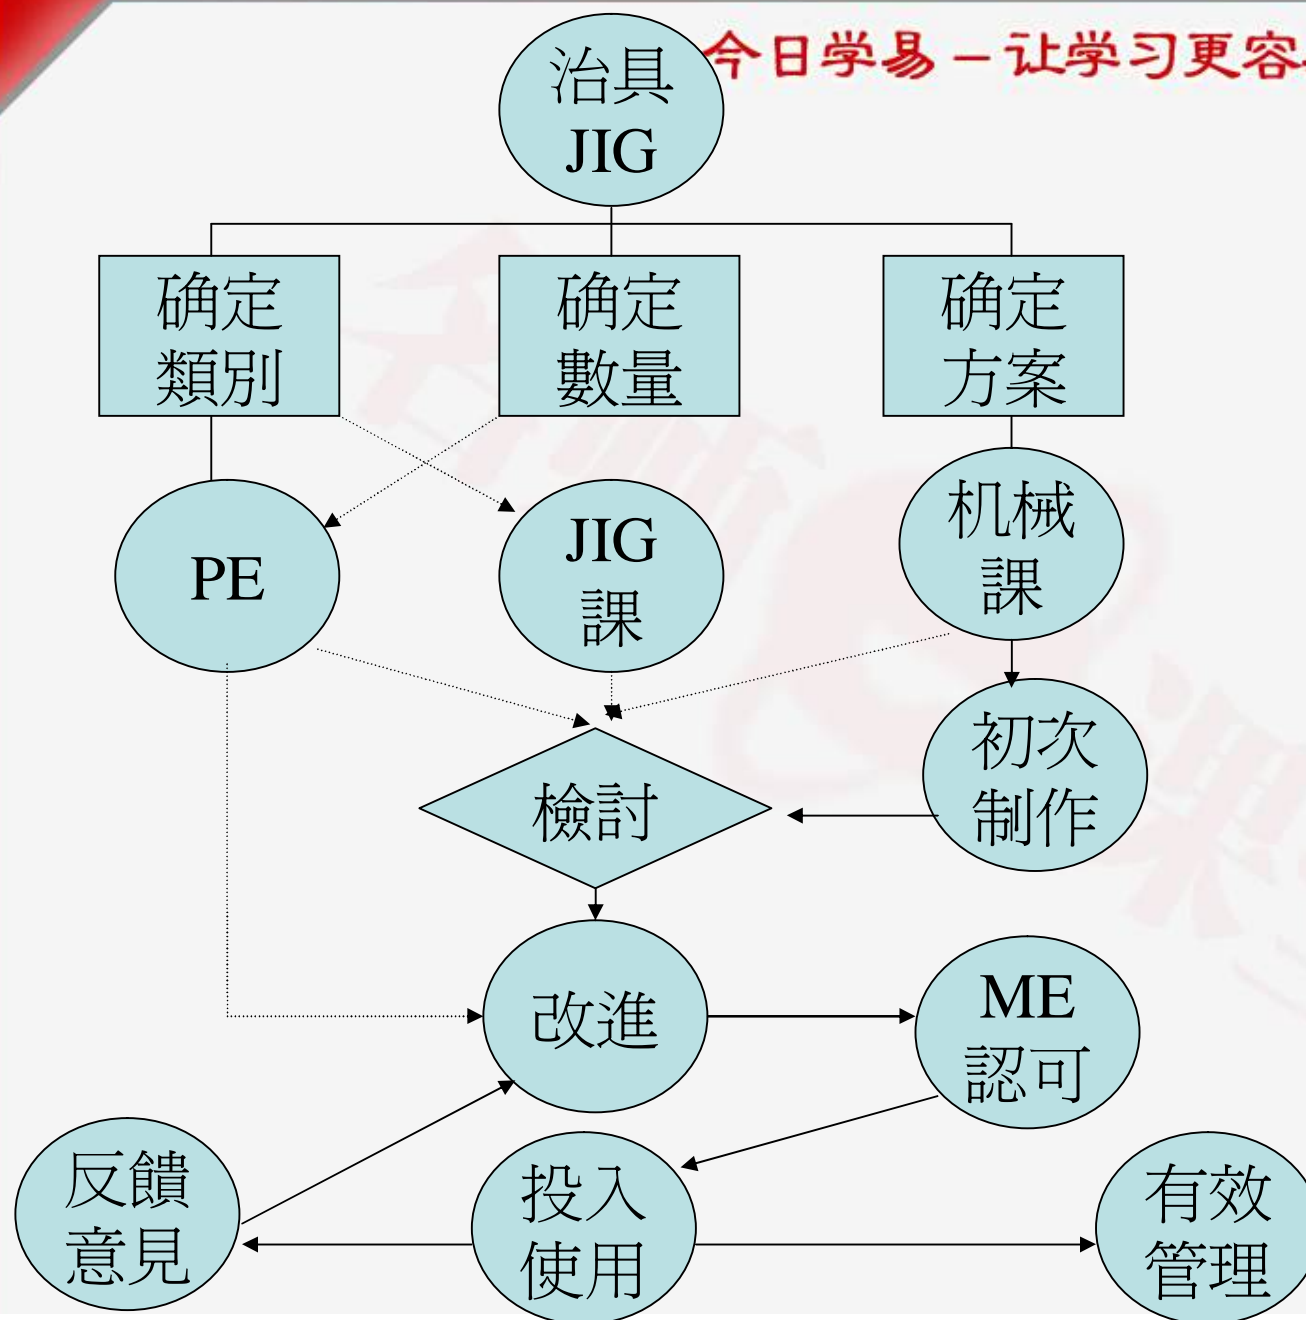 今日学易 – 让学习更容
治具
JIG
确定
類別
确定
數量
确定
方案
PE
JIG
課
机械
課
初次
制作
檢討
改進
ME
認可
反饋
意見
投入
使用
有效
管理